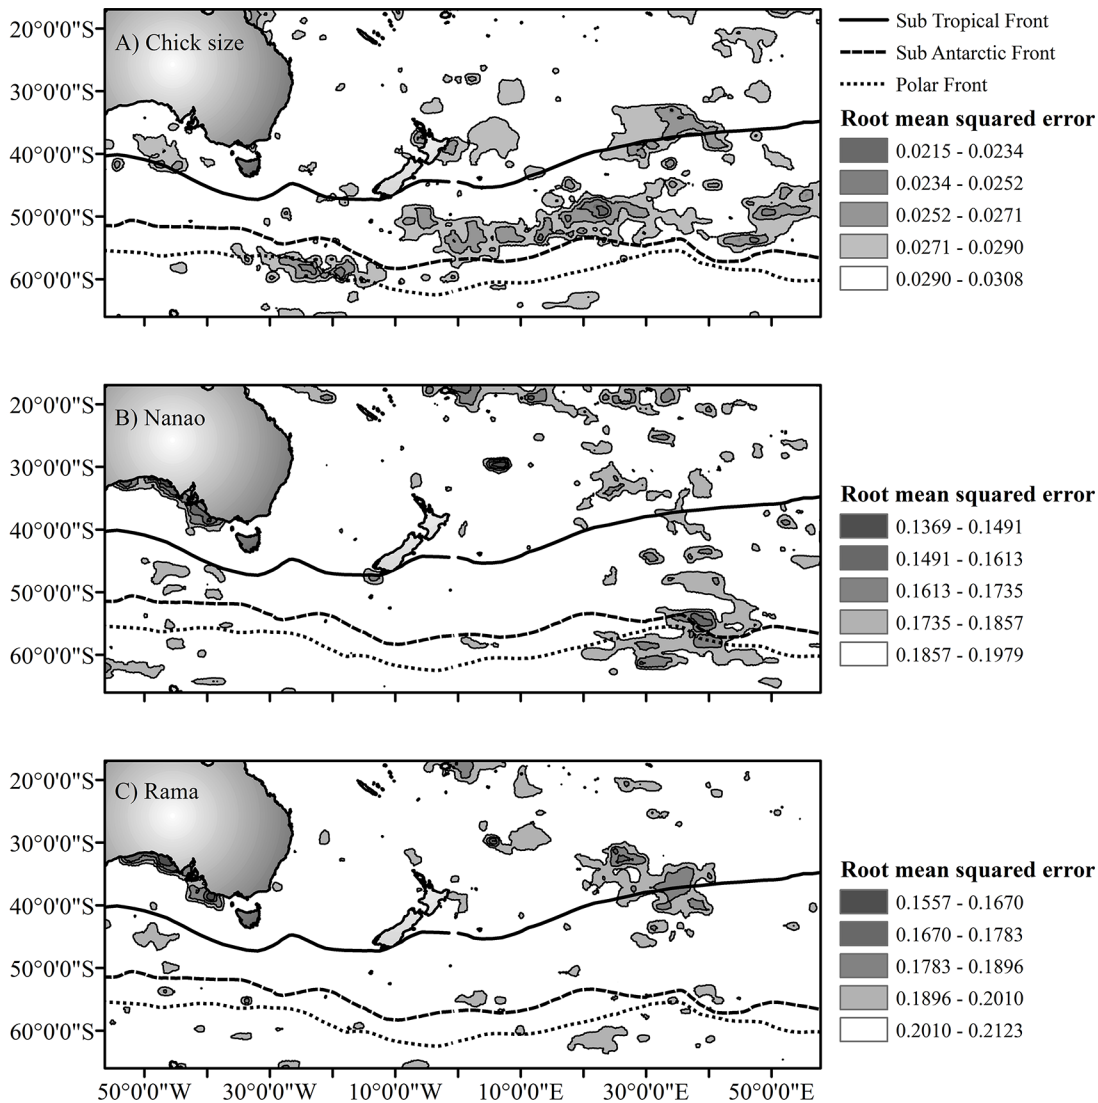 20°0'0"S
30°0'0"S
40°0'0"S
50°0'0"S
60°0'0"S
A) Chick size
Sub Tropical Front
Sub Antarctic Front
Polar Front
Root mean squared error
0.0215 - 0.0234
0.0234 - 0.0252
0.0252 - 0.0271
0.0271 - 0.0290
0.0290 - 0.0308
20°0'0"S
30°0'0"S
40°0'0"S
50°0'0"S
60°0'0"S
B) Nanao
Root mean squared error
0.1369 - 0.1491
0.1491 - 0.1613
0.1613 - 0.1735
0.1735 - 0.1857
0.1857 - 0.1979
20°0'0"S
30°0'0"S
40°0'0"S
50°0'0"S
60°0'0"S
C) Rama
Root mean squared error
0.1557 - 0.1670
0.1670 - 0.1783
0.1783 - 0.1896
0.1896 - 0.2010
0.2010 - 0.2123
50°0'0"W 30°0'0"W 10°0'0"W 10°0'0"E 30°0'0"E 50°0'0"E